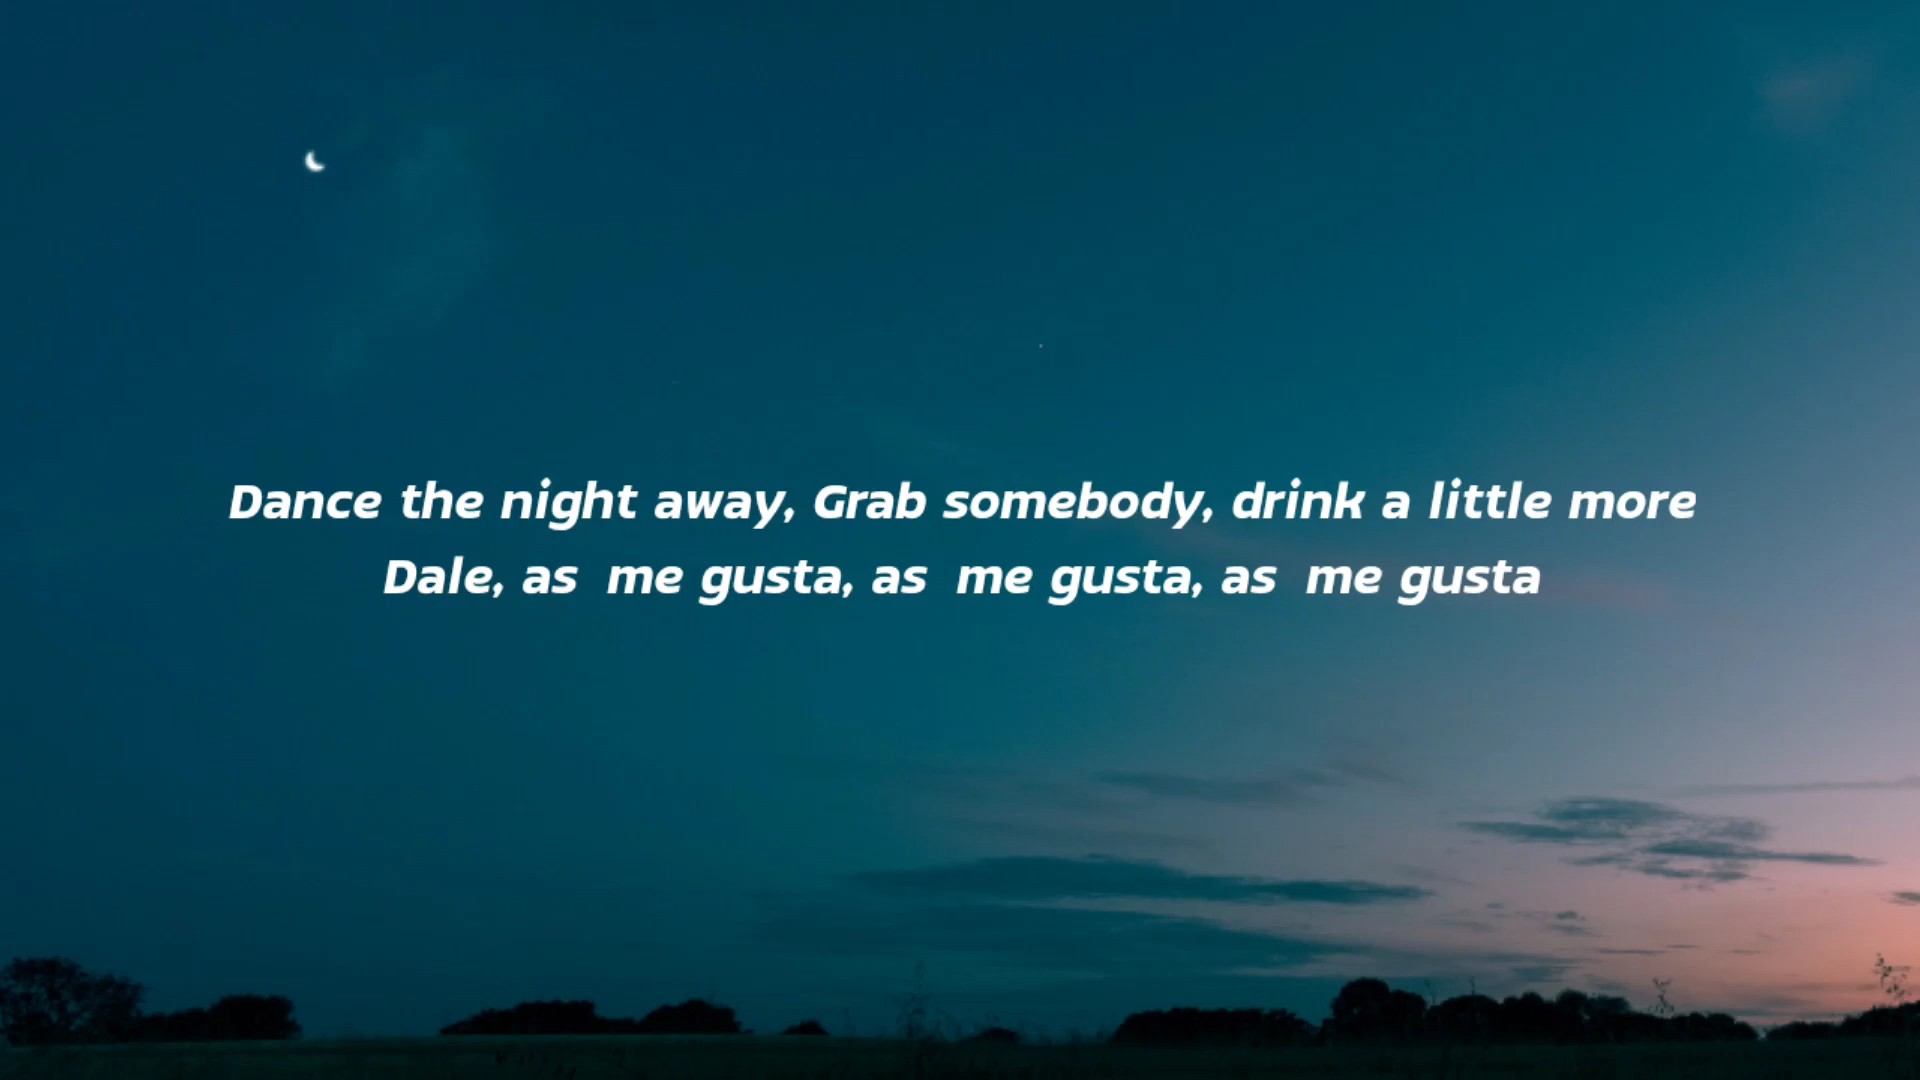 Dance the night away, Grab somebody, drink a little more
Dale, as  me gusta, as  me gusta, as  me gusta